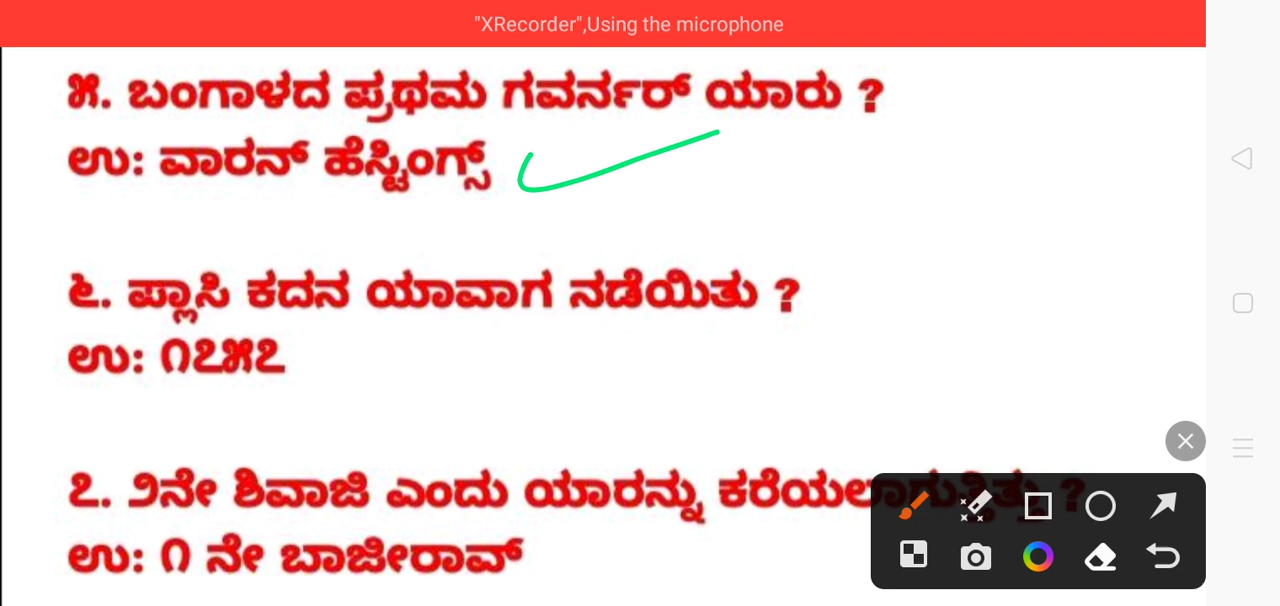 "XRecorder",Using the microphone
೫. ಬಂಗಾಳದ ಪ್ರಥಮ ಗವರ್ನರ್ ಯಾರು ?
ಉ: ವಾರನ್ ಹೆಸ್ಟಿಂಗ್ಸ್
೬. ಪ್ಲಾಸಿ ಕದನ ಯಾವಾಗ ನಡೆಯಿತು ?
ಉ: ೧೭೫೭
೭. ೨ನೇ ಶಿವಾಜಿ ಎಂದು ಯಾರನ್ನು ಕರೆಯಲಾಗುತ್ತಿತ್ತು ?
ಉ: ೧ ನೇ ಬಾಜೀರಾವ್